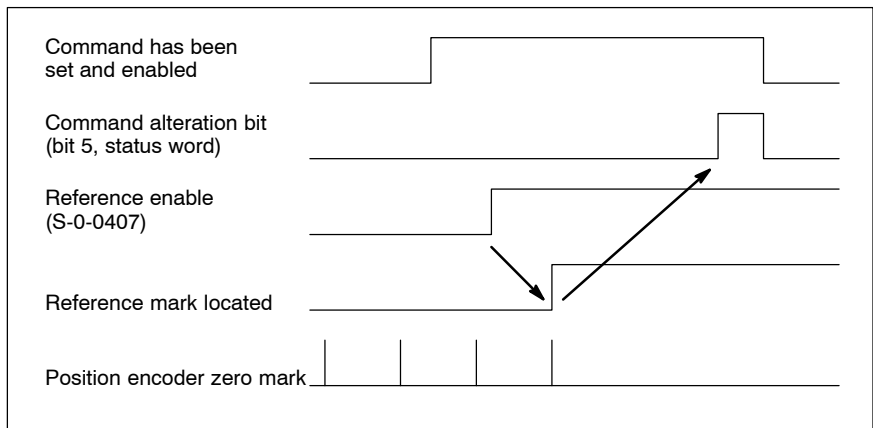 Command has been
set and enabled
Command alteration bit
(bit 5, status word)
Reference enable
(S-0-0407)
Reference mark located
Position encoder zero mark